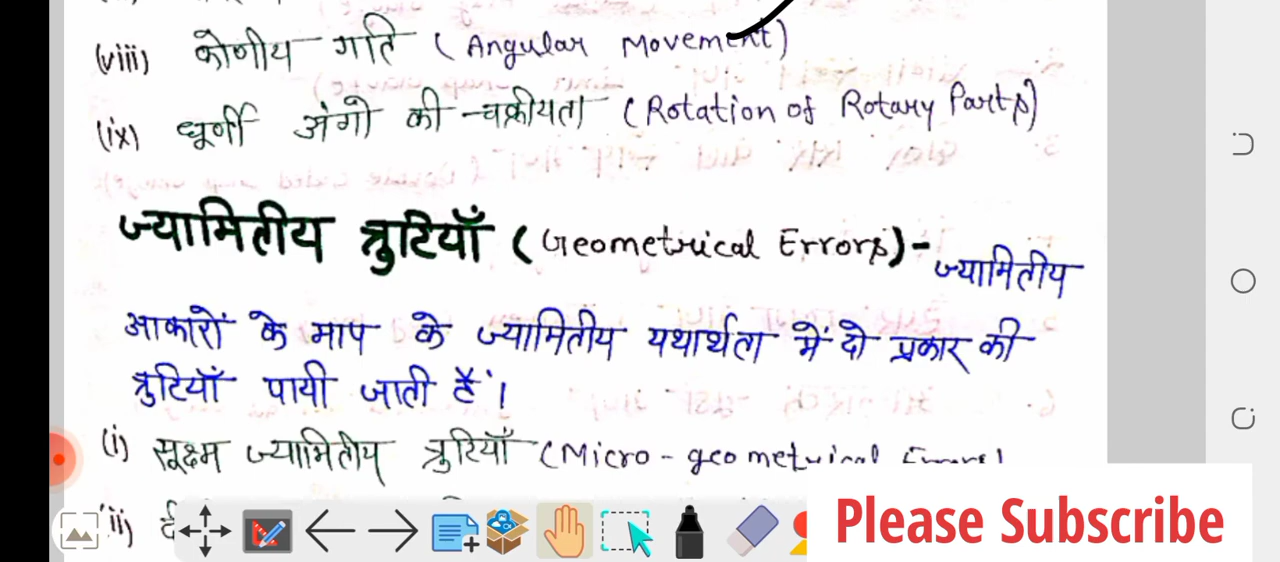 (viii) कोणीय गति (Angular Movement)
(ix) घूर्णी अंगो की चक्रीयता (Rotation of Rotary Parts)
ज्यामितीय त्रुटियाँ (Geometrical Errors) - ज्यामितीय
आकारों के माप के ज्यामितीय यथार्थता में दो प्रकार की
त्रुटियाँ पायी जाती हैं।
(i) सूक्ष्म ज्यामितीय त्रुटियाँ (Micro-geometrical Errors)
(ii)
Please Subscribe